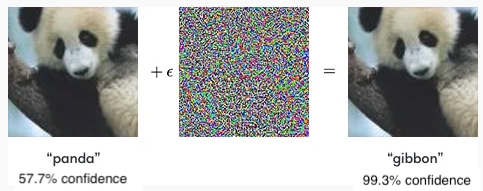 + ϵ
=
“panda”
57.7% confidence
“gibbon”
99.3% confidence